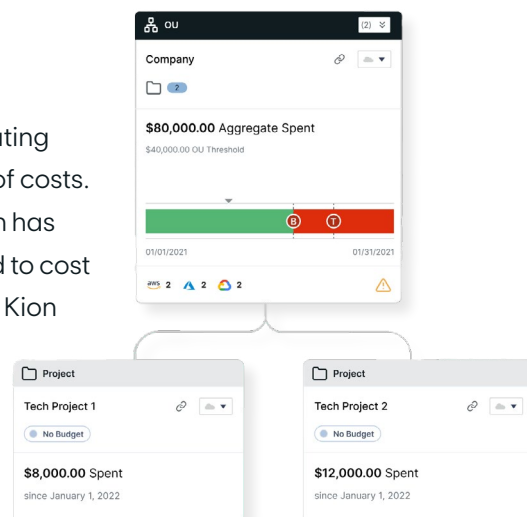 OU
(2)
Company
2
ating
of costs.
n has
d to cost
Kion
$80,000.00 Aggregate Spent
$40,000.00 OU Threshold
B T
01/01/2021 01/31/2021
aws 2 2 2
Project
Tech Project 1
No Budget
$8,000.00 Spent
since January 1, 2022
Project
Tech Project 2
No Budget
$12,000.00 Spent
since January 1, 2022